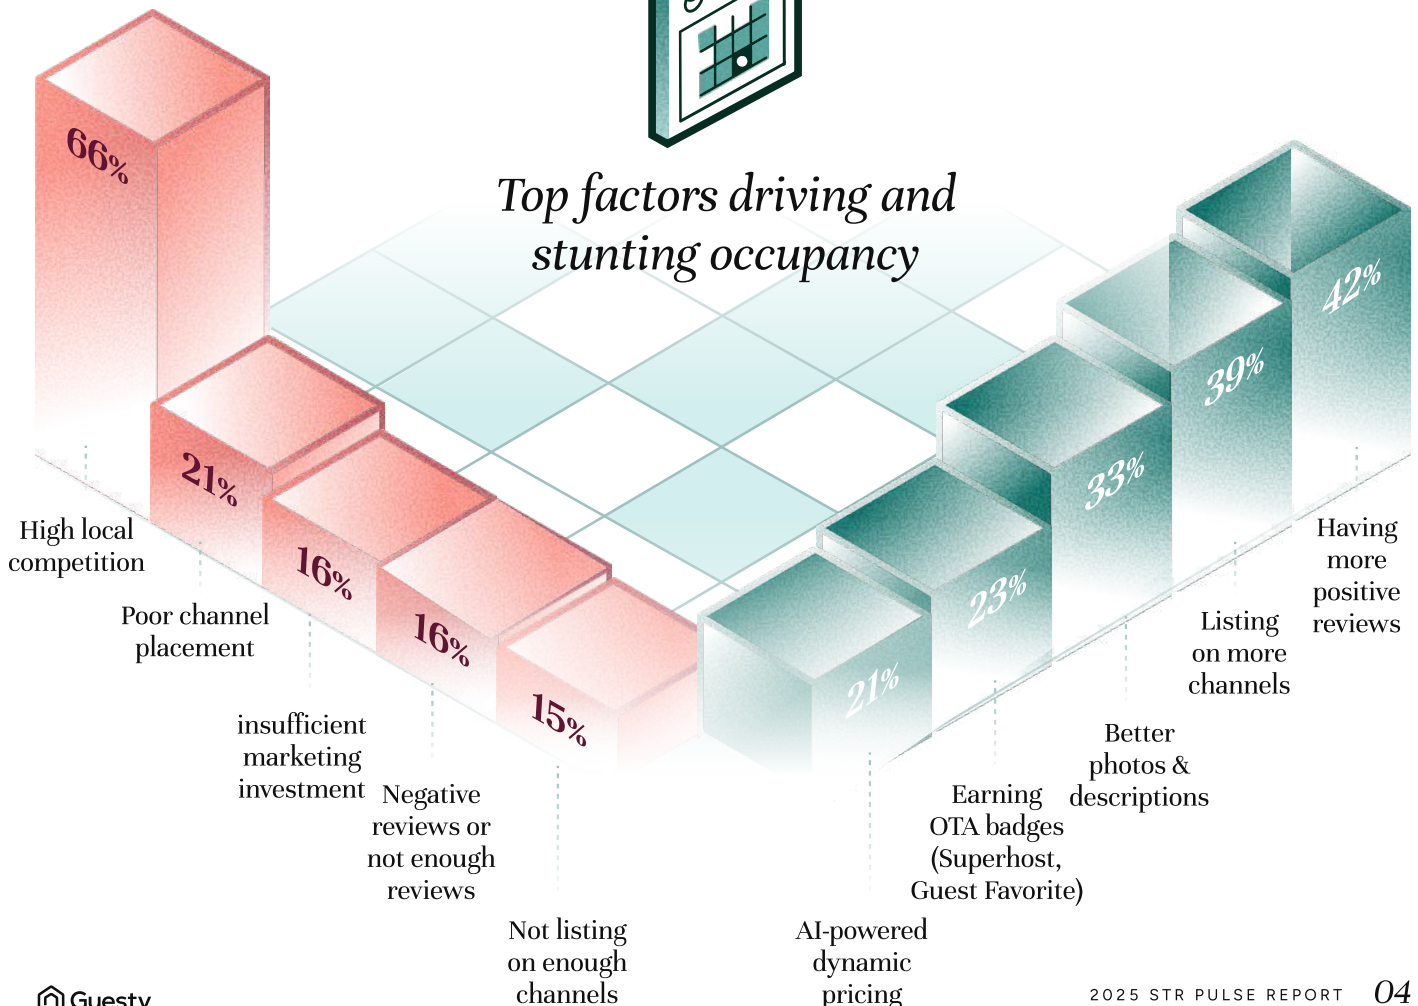 Top factors driving and
stunting occupancy
66%
21%
16%
16%
15%
21%
23%
33%
39%
42%
High local
competition
Poor channel
placement
insufficient
marketing
investment
Negative
reviews or
not enough
reviews
Not listing
on enough
channels
AI-powered
dynamic
pricing
Earning
OTA badges
(Superhost,
Guest Favorite)
Better
photos &
descriptions
Listing
on more
channels
Having
more
positive
reviews
Guesty
2025 STR PULSE REPORT 04